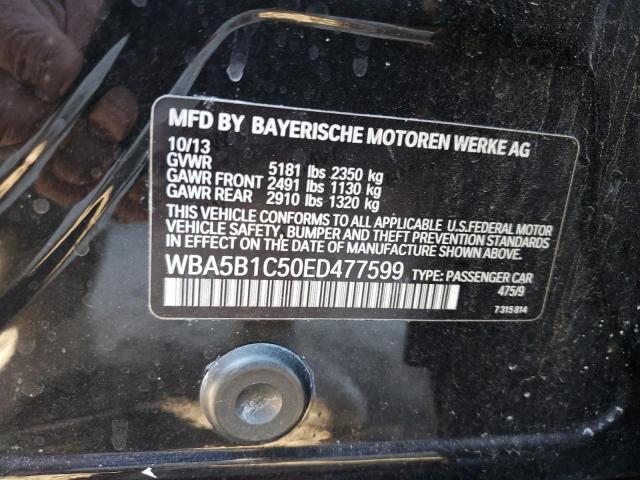 MFD BY BAYERISCHE MOTOREN WERKE AG
10/13
GVWR 5181 lbs 2350 kg
GAWR FRONT 2491 lbs 1130 kg
GAWR REAR 2910 lbs 1320 kg
THIS VEHICLE CONFORMS TO ALL APPLICABLE U.S.FEDERAL MOTOR
VEHICLE SAFETY, BUMPER, AND THEFT PREVENTION STANDARDS
IN EFFECT ON THE DATE OF MANUFACTURE SHOWN ABOVE.
WBA5B1C50ED477599 TYPE: PASSENGER CAR
475/9
7315814